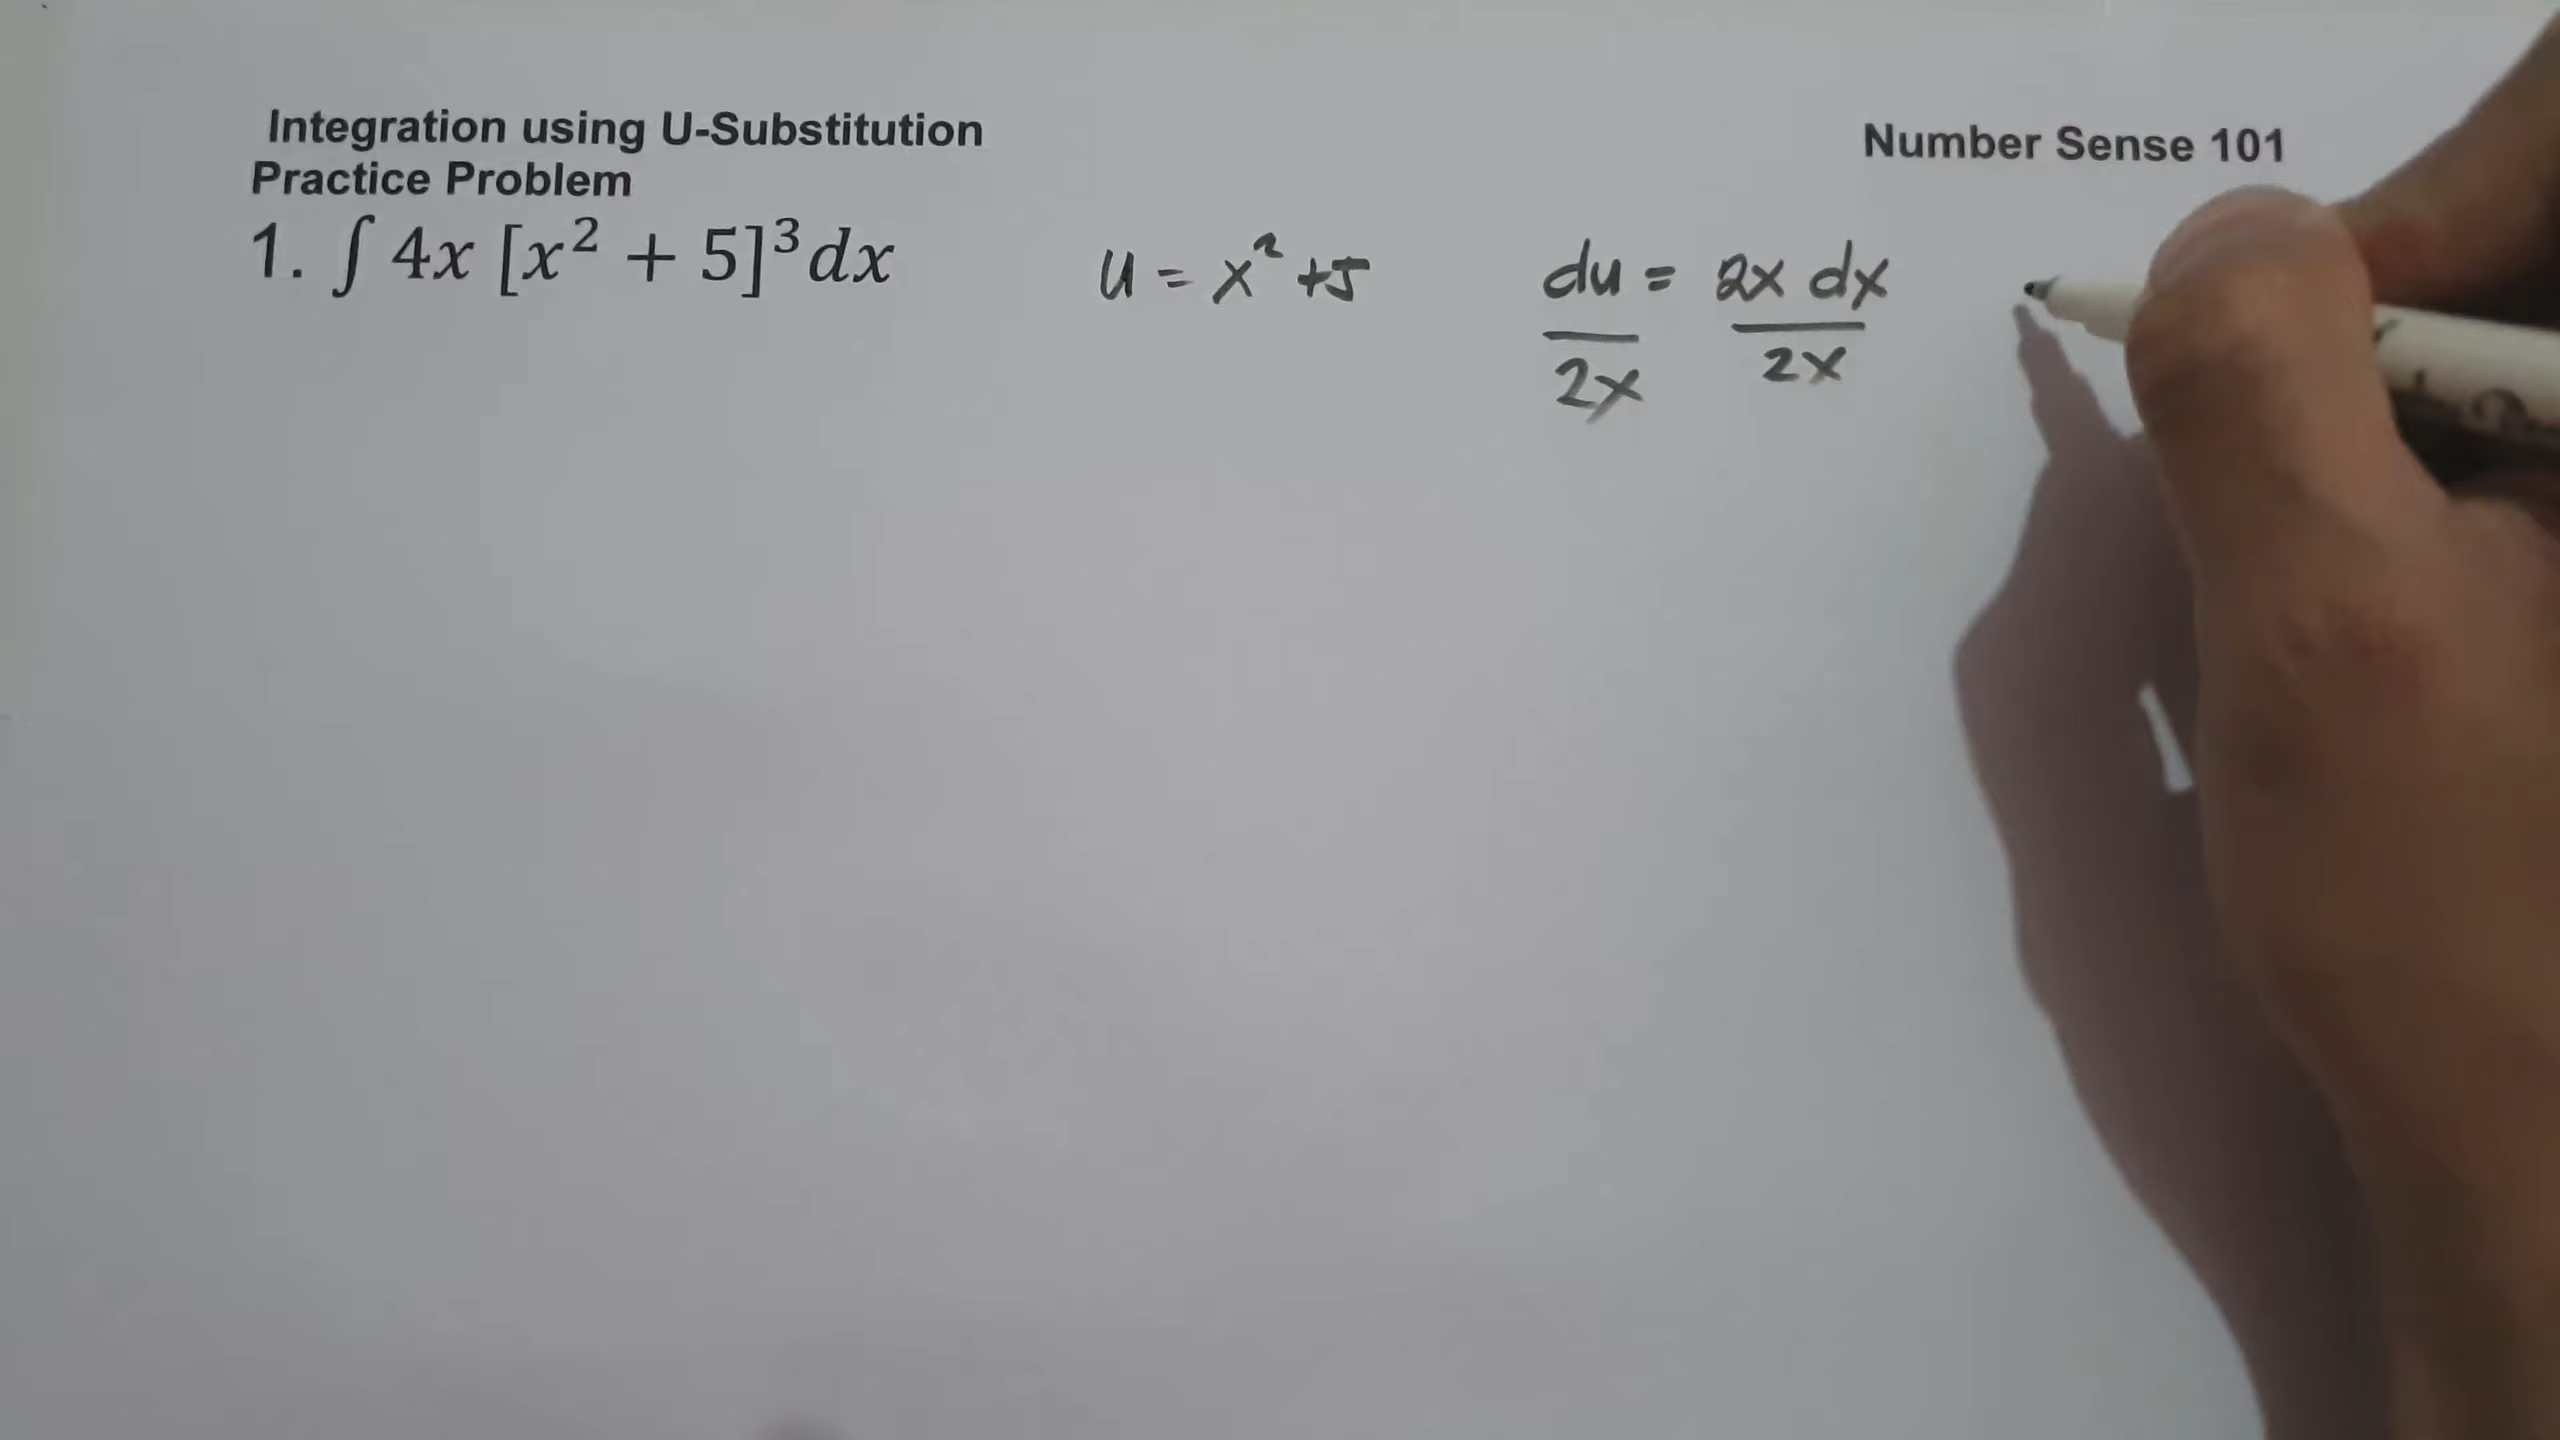 Integration using U-Substitution
Number Sense 101
Practice Problem
1. ∫ 4x [x² + 5]³ dx
u = x² + 5
du = 2x dx
2x 2x